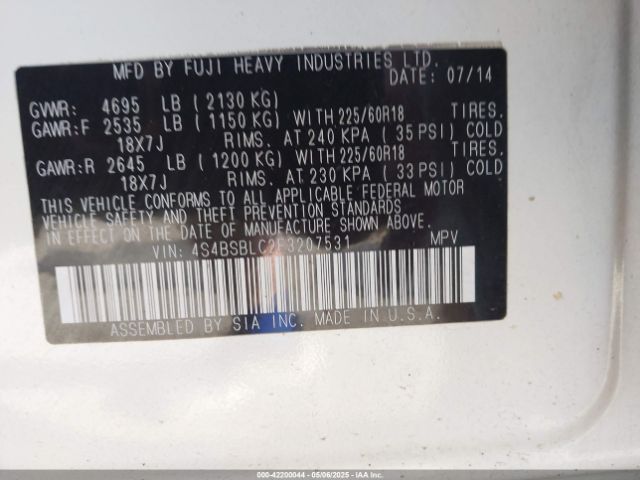 MFD BY FUJI HEAVY INDUSTRIES LTD.
DATE: 07/14
GVWR: 4695 LB ( 2130 KG)
GAWR:F 2535 LB ( 1150 KG) WITH 225/60R18 TIRES.
18X7J RIMS. AT 240 KPA ( 35 PSI) COLD
GAWR:R 2645 LB ( 1200 KG) WITH 225/60R18 TIRES.
18X7J RIMS. AT 230 KPA ( 33 PSI) COLD
THIS VEHICLE CONFORMS TO ALL APPLICABLE FEDERAL MOTOR
VEHICLE SAFETY AND THEFT PREVENTION STANDARDS
IN EFFECT ON THE DATE OF MANUFACTURE SHOWN ABOVE.
VIN: 4S4BSBLC2F3207531 MPV
ASSEMBLED BY SIA INC. MADE IN U.S.A.
000-42200044 - 05/06/2025 - IAAI.COM